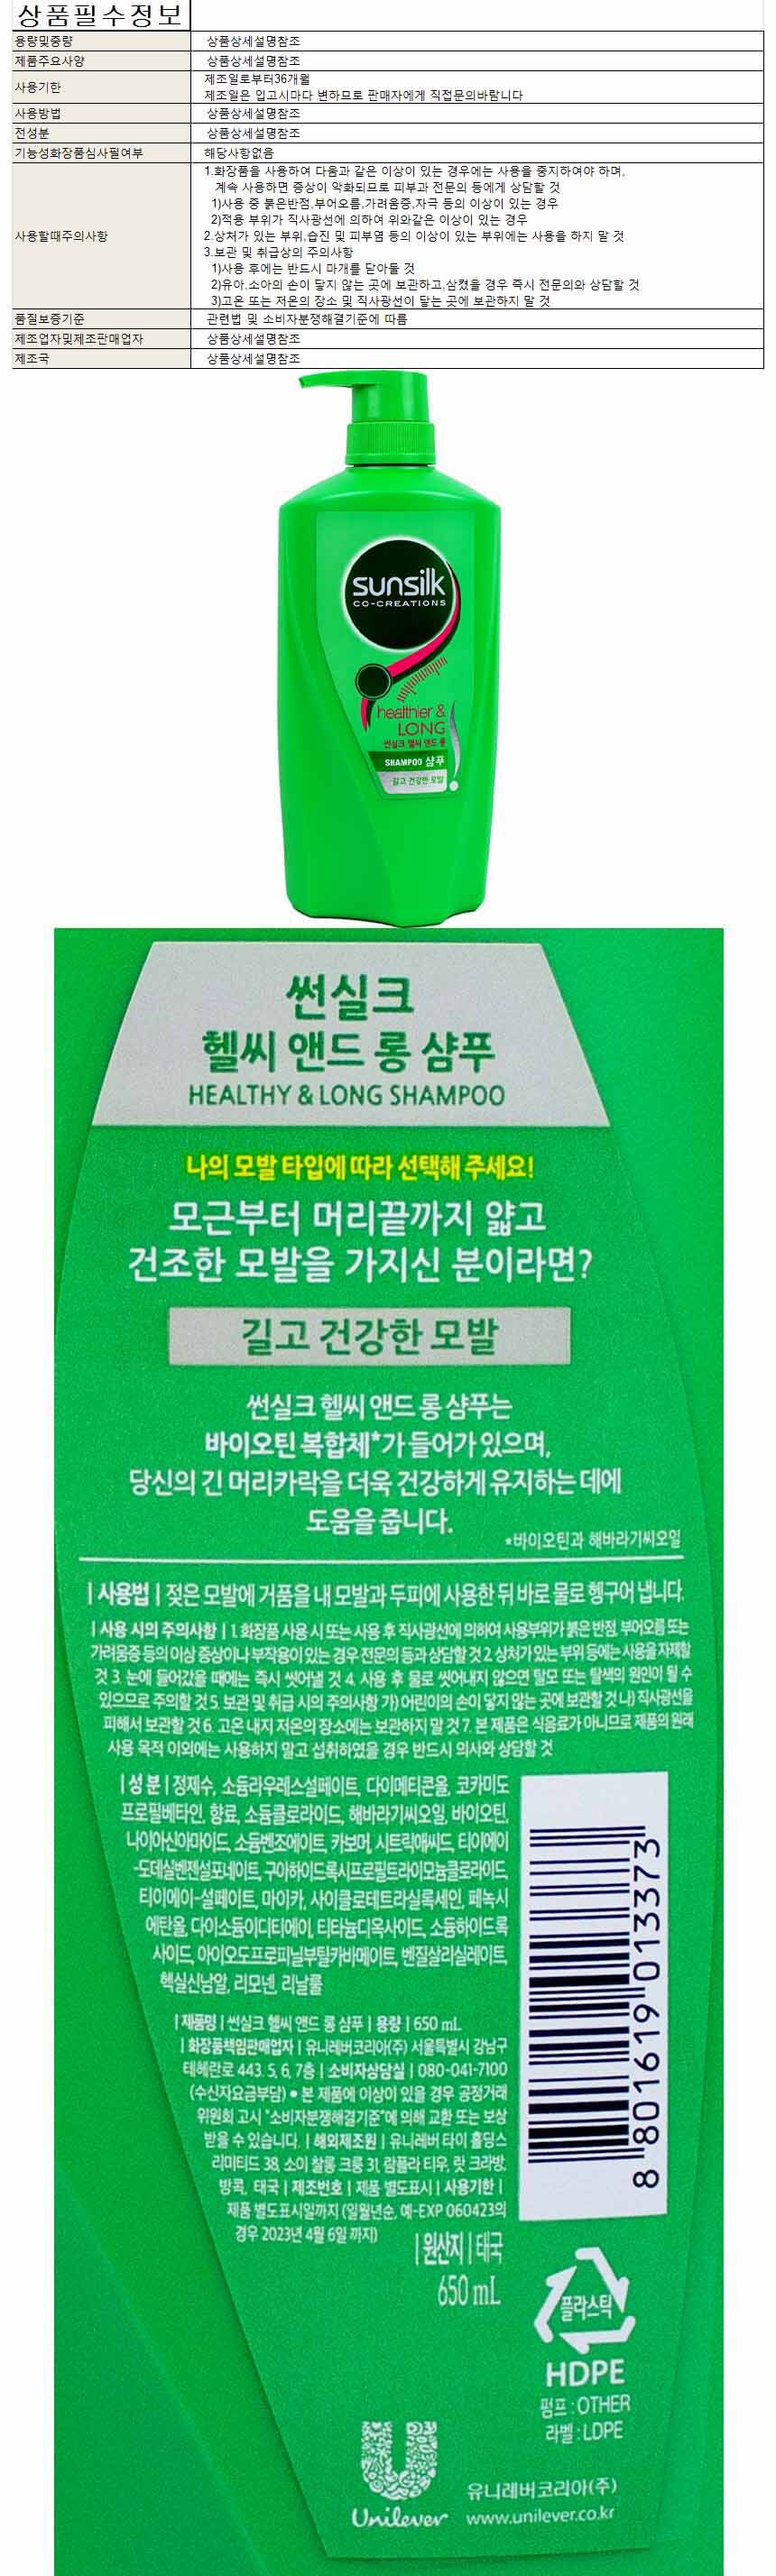 상품필수정보
용량및중량 상품상세설명참조
제품주요사양 상품상세설명참조
사용기한 제조일로부터36개월
제조일은 입고시마다 변하므로 판매자에게 직접문의바랍니다
사용방법 상품상세설명참조
전성분 상품상세설명참조
기능성화장품심사필여부 해당사항없음
사용할때주의사항
1.화장품을 사용하여 다음과 같은 이상이 있는 경우에는 사용을 중지하여야 하며,
계속 사용하면 증상이 악화되므로 피부과 전문의 등에게 상담할 것
1)사용 중 붉은반점,부어오름,가려움증,자극 등의 이상이 있는 경우
2)적용 부위가 직사광선에 의하여 위와같은 이상이 있는 경우
2.상처가 있는 부위,습진 및 피부염 등의 이상이 있는 부위에는 사용을 하지 말 것
3.보관 및 취급상의 주의사항
1)사용 후에는 반드시 마개를 닫아둘 것
2)유아,소아의 손이 닿지 않는 곳에 보관하고,삼켰을 경우 즉시 전문의와 상담할 것
3)고온 또는 저온의 장소 및 직사광선이 닿는 곳에 보관하지 말 것
품질보증기준 관련법 및 소비자분쟁해결기준에 따름
제조업자및제조판매업자 상품상세설명참조
제조국 상품상세설명참조
sunsilk
CO-CREATIONS
healthier &
LONG
썬실크 헬씨 앤드 롱
SHAMPOO 샴푸
길고 건강한 모발
썬실크
헬씨 앤드 롱 샴푸
HEALTHY & LONG SHAMPOO
나의 모발 타입에 따라 선택해 주세요!
모근부터 머리끝까지 얇고
건조한 모발을 가지신 분이라면?
길고 건강한 모발
썬실크 헬씨 앤드 롱 샴푸는
바이오틴 복합체*가 들어가 있으며,
당신의 긴 머리카락을 더욱 건강하게 유지하는 데에
도움을 줍니다.
*바이오틴과 해바라기씨오일
| 사용법 | 젖은 모발에 거품을 내 모발과 두피에 사용한 뒤 바로 물로 헹구어 냅니다.
| 사용 시의 주의사항 | 1. 화장품 사용 시 또는 사용 후 직사광선에 의하여 사용부위가 붉은 반점, 부어오름 또는
가려움증 등의 이상 증상이나 부작용이 있는 경우 전문의 등과 상담할 것 2. 상처가 있는 부위 등에는 사용을 자제할
것 3. 눈에 들어갔을 때에는 즉시 씻어낼 것 4. 사용 후 물로 씻어내지 않으면 탈모 또는 탈색의 원인이 될 수
있으므로 주의할 것 5. 보관 및 취급 시의 주의사항 가) 어린이의 손이 닿지 않는 곳에 보관할 것 나) 직사광선을
피해서 보관할 것 6. 고온 내지 저온의 장소에는 보관하지 말 것 7. 본 제품은 식음료가 아니므로 제품의 원래
사용 목적 이외에는 사용하지 말고 섭취하였을 경우 반드시 의사와 상담할 것
| 성 분 | 정제수, 소듐라우레스설페이트, 다이메티콘올, 코카미도
프로필베타인, 향료, 소듐클로라이드, 해바라기씨오일, 바이오틴,
나이아신아마이드, 소듐벤조에이트, 카보머, 시트릭애씨드, 티이에이
-도데실벤젠설포네이트, 구아하이드록시프로필트라이모늄클로라이드,
티이에이-설페이트, 마이카, 사이클로테트라실록세인, 페녹시
에탄올, 다이소듐이디티에이, 티타늄디옥사이드, 소듐하이드록
사이드, 아이오도프로피닐부틸카바메이트, 벤질살리실레이트,
헥실신남알, 리모넨, 리날룰
| 제품명 | 썬실크 헬씨 앤드 롱 샴푸 | 용량 | 650 mL
| 화장품책임판매업자 | 유니레버코리아(주) 서울특별시 강남구
테헤란로 443. 5, 6, 7층 | 소비자상담실 | 080-041-7100
(수신자요금부담) ● 본 제품에 이상이 있을 경우 공정거래
위원회 고시 "소비자분쟁해결기준"에 의해 교환 또는 보상
받을 수 있습니다. | 해외제조원 | 유니레버 타이 홀딩스
리미티드 38, 소이 찰롱 크룽 31, 람플라 티우, 랏 크라방,
방콕, 태국 | 제조번호 | 제품 별도표시 | 사용기한 |
제품 별도표시일까지 (일월년순, 예-EXP 060423의
경우 2023년 4월 6일 까지)
| 원산지 | 태국
650 mL
8 801619 013373
플라스틱
HDPE
펌프 : OTHER
라벨 : LDPE
Unilever
유니레버코리아(주)
www.unilever.co.kr